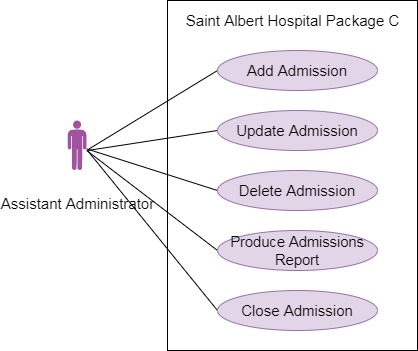 Saint Albert Hospital Package C
Add Admission
Update Admission
Delete Admission
Assistant Administrator
Produce Admissions
Report
Close Admission